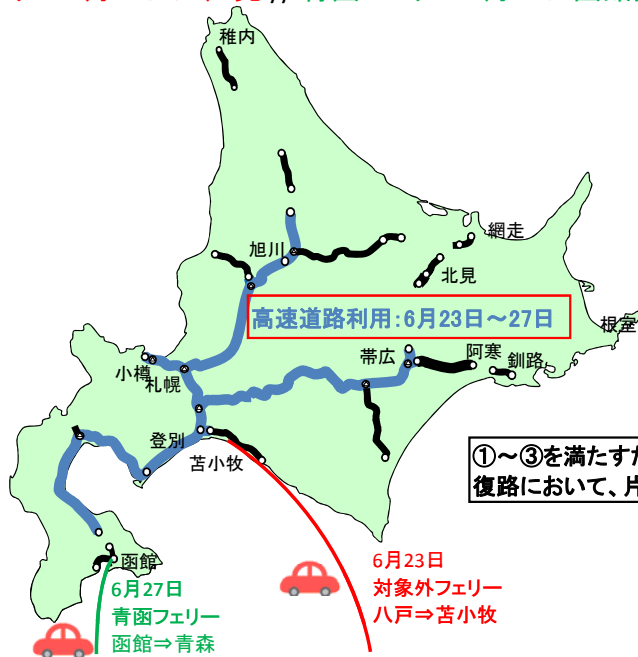 稚内
網走
旭川
北見
高速道路利用:6月23日～27日
根室
阿寒
帯広
釧路
小樽
札幌
登別
苫小牧
①～③を満たすた
復路において、片
函館
6月23日
対象外フェリー
八戸⇒苫小牧
6月27日
青函フェリー
函館⇒青森